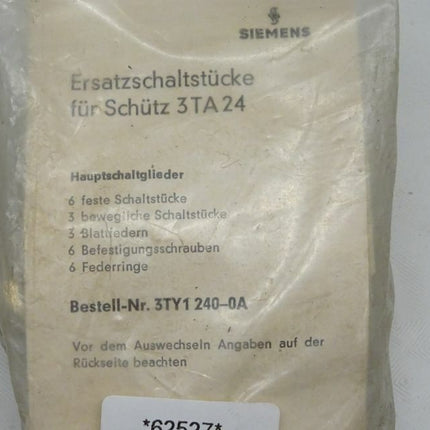 SIEMENS
Ersatzschaltstücke
für Schütz 3TA 24
Hauptschaltglieder
6 feste Schaltstücke
3 bewegliche Schaltstücke
3 Blattfedern
6 Befestigungsschrauben
6 Federringe
Bestell-Nr. 3TY1 240-0A
Vor dem Auswechseln Angaben auf der
Rückseite beachten
*62527*